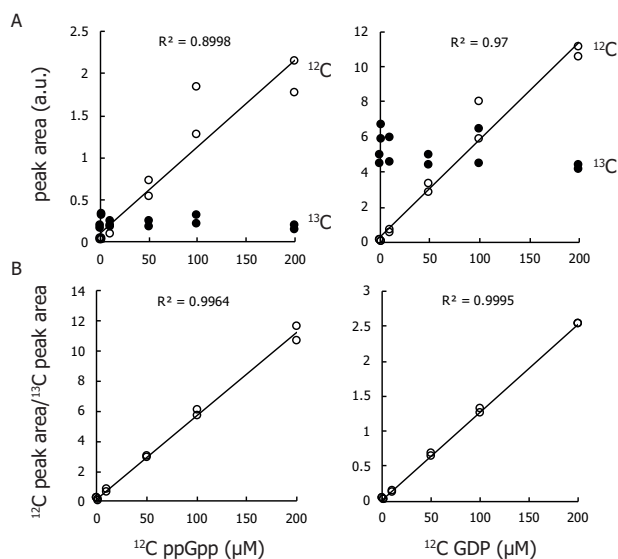 A
R² = 0.8998
R² = 0.97
peak area (a.u.)
2.5
2
1.5
1
0.5
0
0 50 100 150 200
¹²C
¹³C
12
10
8
6
4
2
0
0 50 100 150 200
¹²C
¹³C
B
R² = 0.9964
R² = 0.9995
¹²C peak area/¹³C peak area
14
12
10
8
6
4
2
0
0 50 100 150 200
¹²C ppGpp (µM)
3
2.5
2
1.5
1
0.5
0
0 50 100 150 200
¹²C GDP (µM)